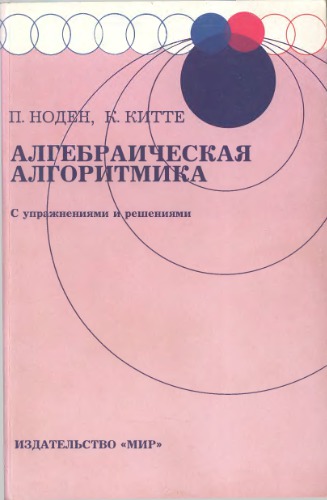 П. НОДЕН, К. КИТТЕ
АЛГЕБРАИЧЕСКАЯ
АЛГОРИТМИКА
С упражнениями и решениями
ИЗДАТЕЛЬСТВО «МИР»